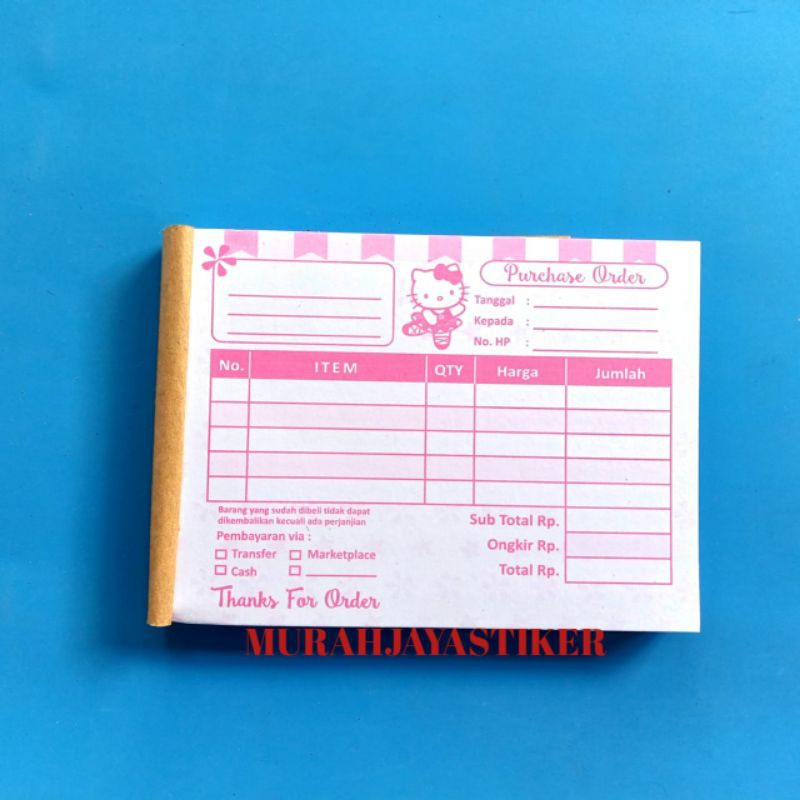 Purchase Order
Tanggal :
Kepada :
No. HP :
No. ITEM QTY Harga Jumlah
Barang yang sudah dibeli tidak dapat
dikembalikan kecuali ada perjanjian
Pembayaran via :
Transfer Marketplace
Cash
Sub Total Rp.
Ongkir Rp.
Total Rp.
Thanks For Order
MURAHJAYASTIKER